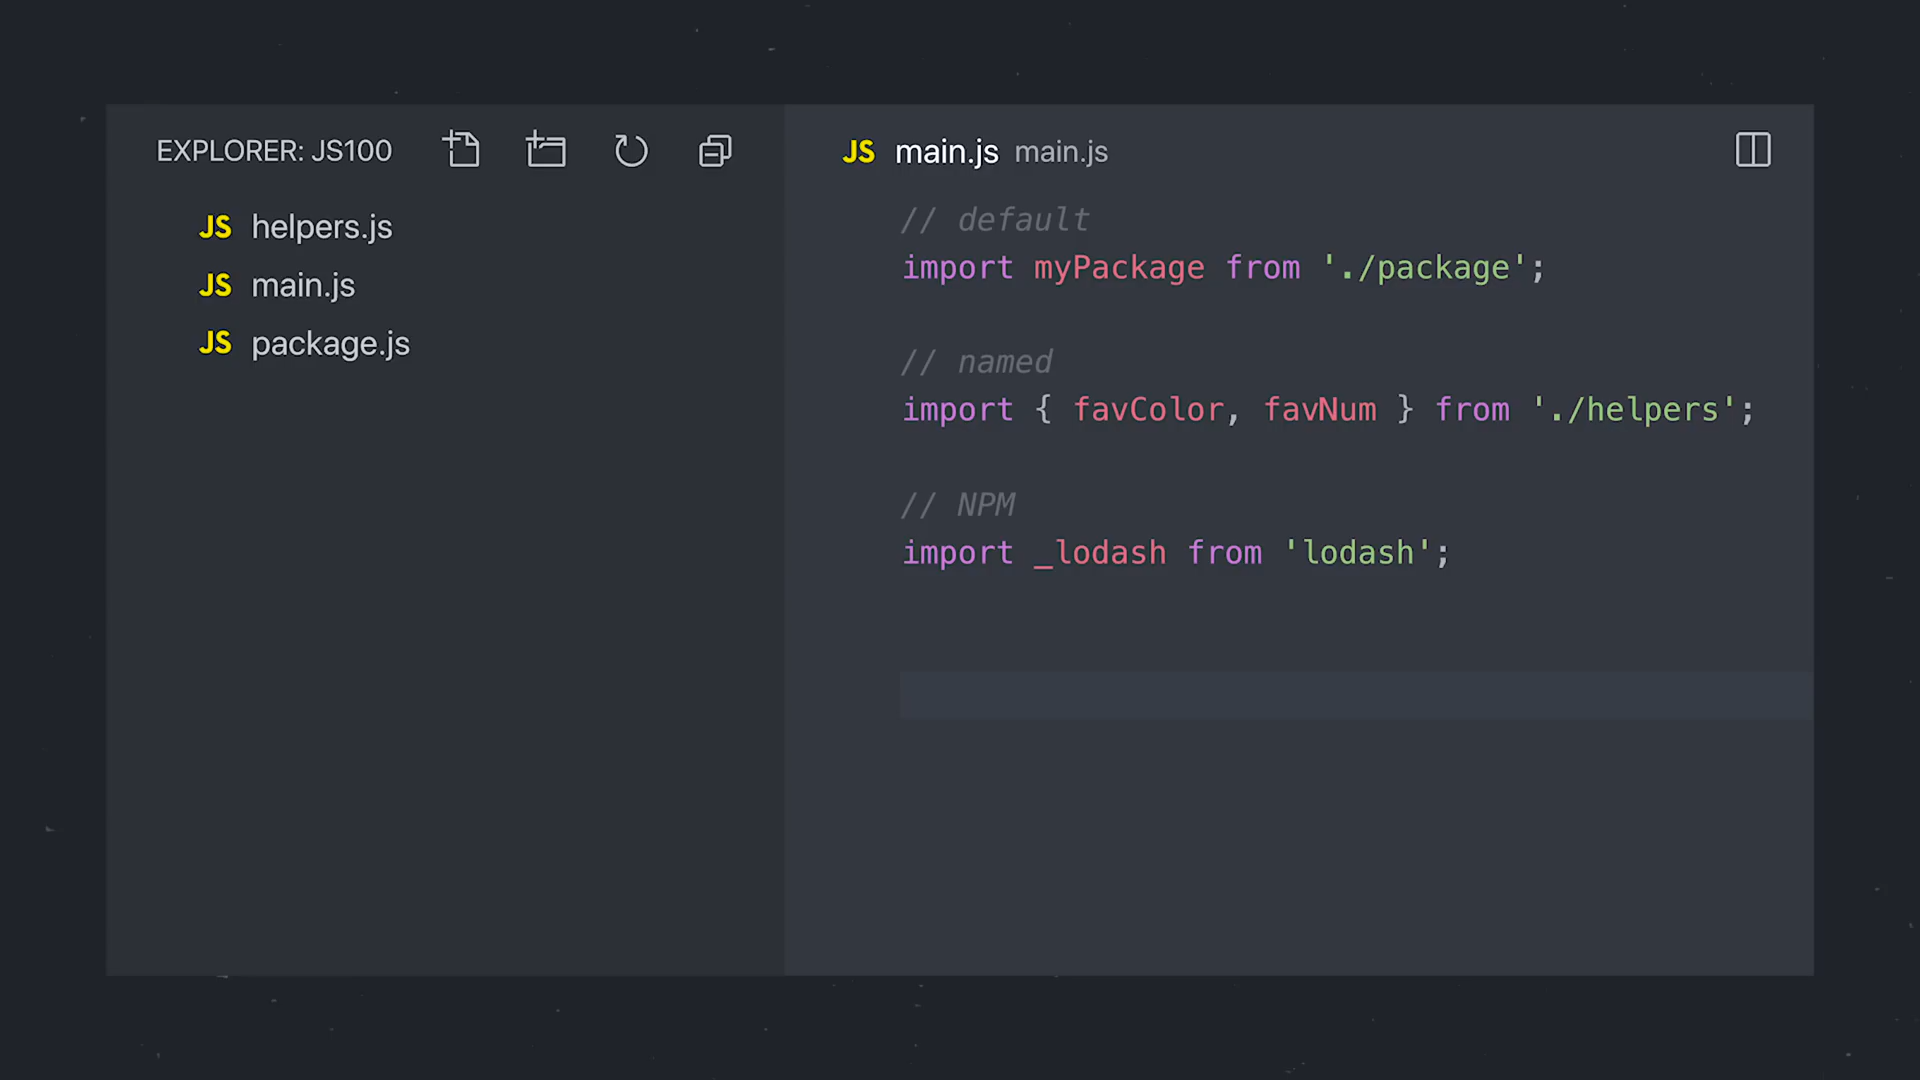 EXPLORER: JS100
JS helpers.js
JS main.js
JS package.js
JS main.js main.js
// default
import myPackage from './package';
// named
import { favColor, favNum } from './helpers';
// NPM
import _lodash from 'lodash';